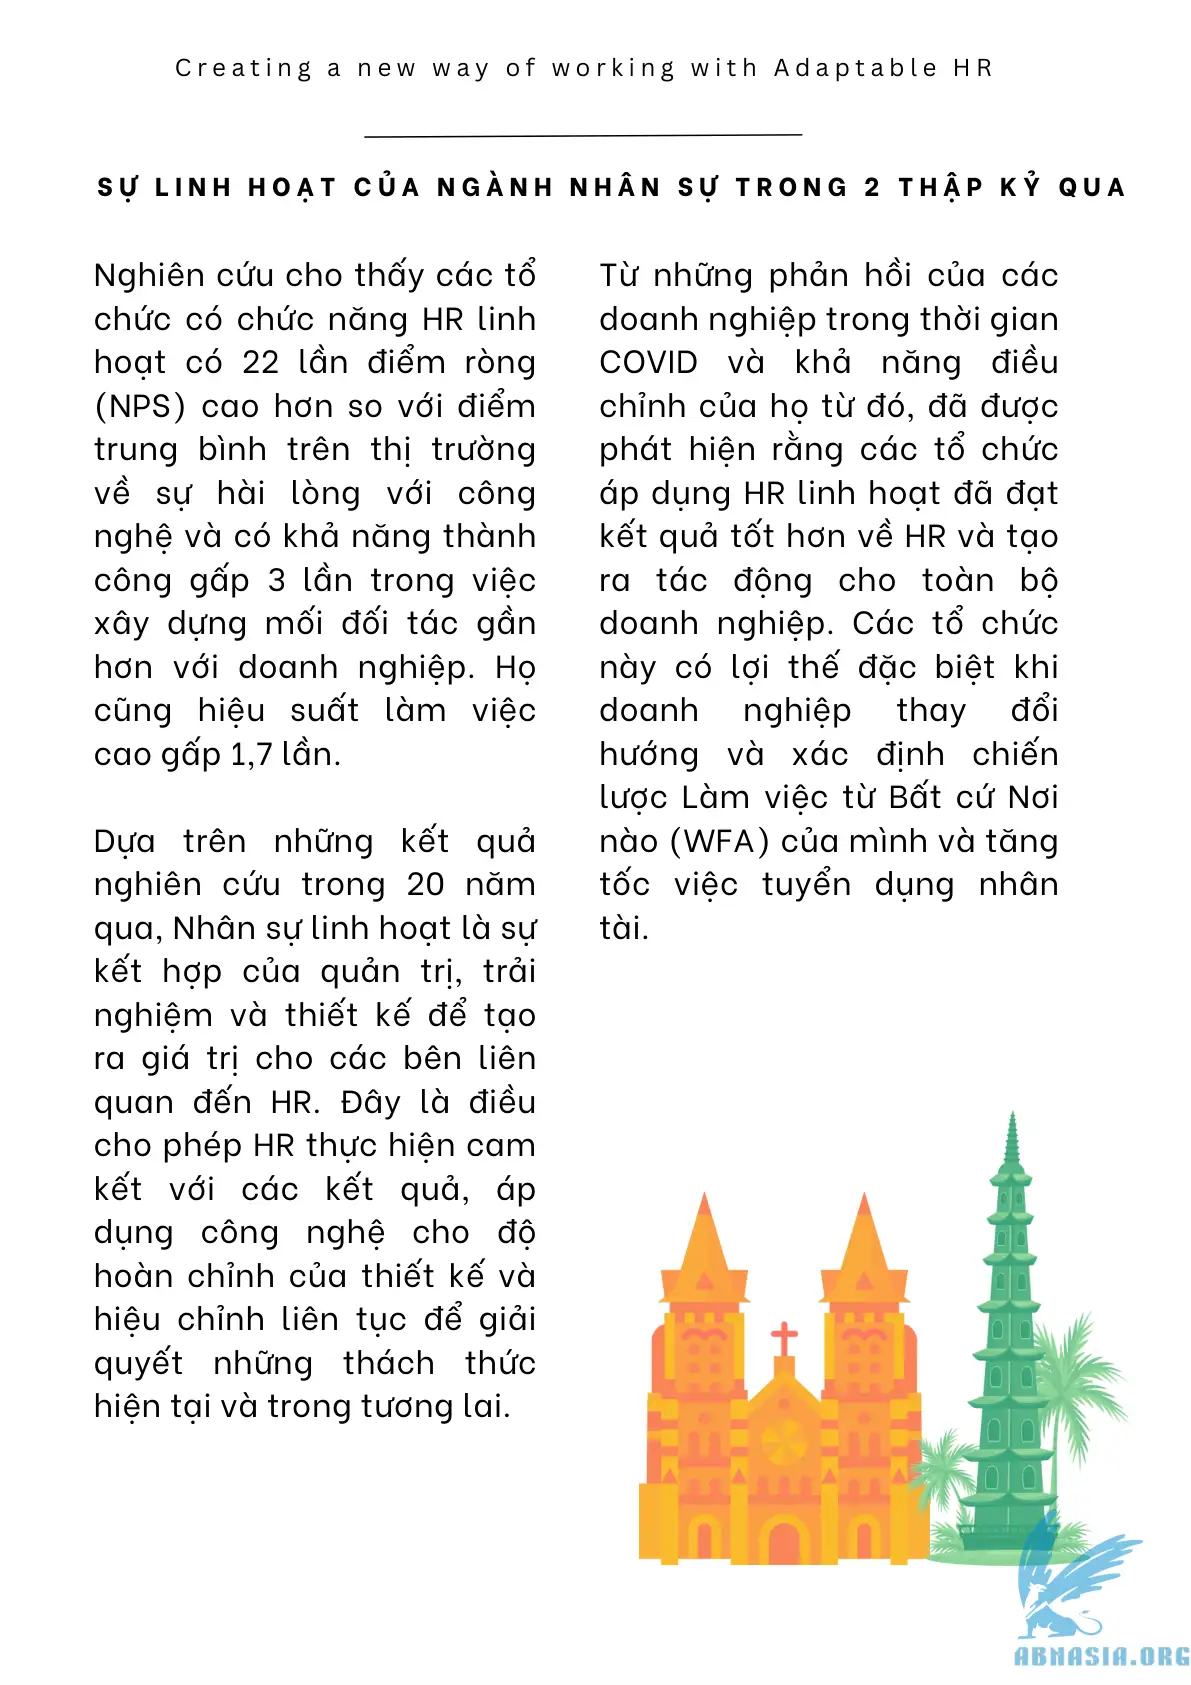 Creating a new way of working with Adaptable HR
SỰ LINH HOẠT CỦA NGÀNH NHÂN SỰ TRONG 2 THẬP KỶ QUA
Nghiên cứu cho thấy các tổ
chức có chức năng HR linh
hoạt có 22 lần điểm ròng
(NPS) cao hơn so với điểm
trung bình trên thị trường
về sự hài lòng với công
nghệ và có khả năng thành
công gấp 3 lần trong việc
xây dựng mối đối tác gần
hơn với doanh nghiệp. Họ
cũng hiệu suất làm việc
cao gấp 1,7 lần.
Dựa trên những kết quả
nghiên cứu trong 20 năm
qua, Nhân sự linh hoạt là sự
kết hợp của quản trị, trải
nghiệm và thiết kế để tạo
ra giá trị cho các bên liên
quan đến HR. Đây là điều
cho phép HR thực hiện cam
kết với các kết quả, áp
dụng công nghệ cho độ
hoàn chỉnh của thiết kế và
hiệu chỉnh liên tục để giải
quyết những thách thức
hiện tại và trong tương lai.
Từ những phản hồi của các
doanh nghiệp trong thời gian
COVID và khả năng điều
chỉnh của họ từ đó, đã được
phát hiện rằng các tổ chức
áp dụng HR linh hoạt đã đạt
kết quả tốt hơn về HR và tạo
ra tác động cho toàn bộ
doanh nghiệp. Các tổ chức
này có lợi thế đặc biệt khi
doanh nghiệp thay đổi
hướng và xác định chiến
lược Làm việc từ Bất cứ Nơi
nào (WFA) của mình và tăng
tốc việc tuyển dụng nhân
tài.
ABNASIA.ORG